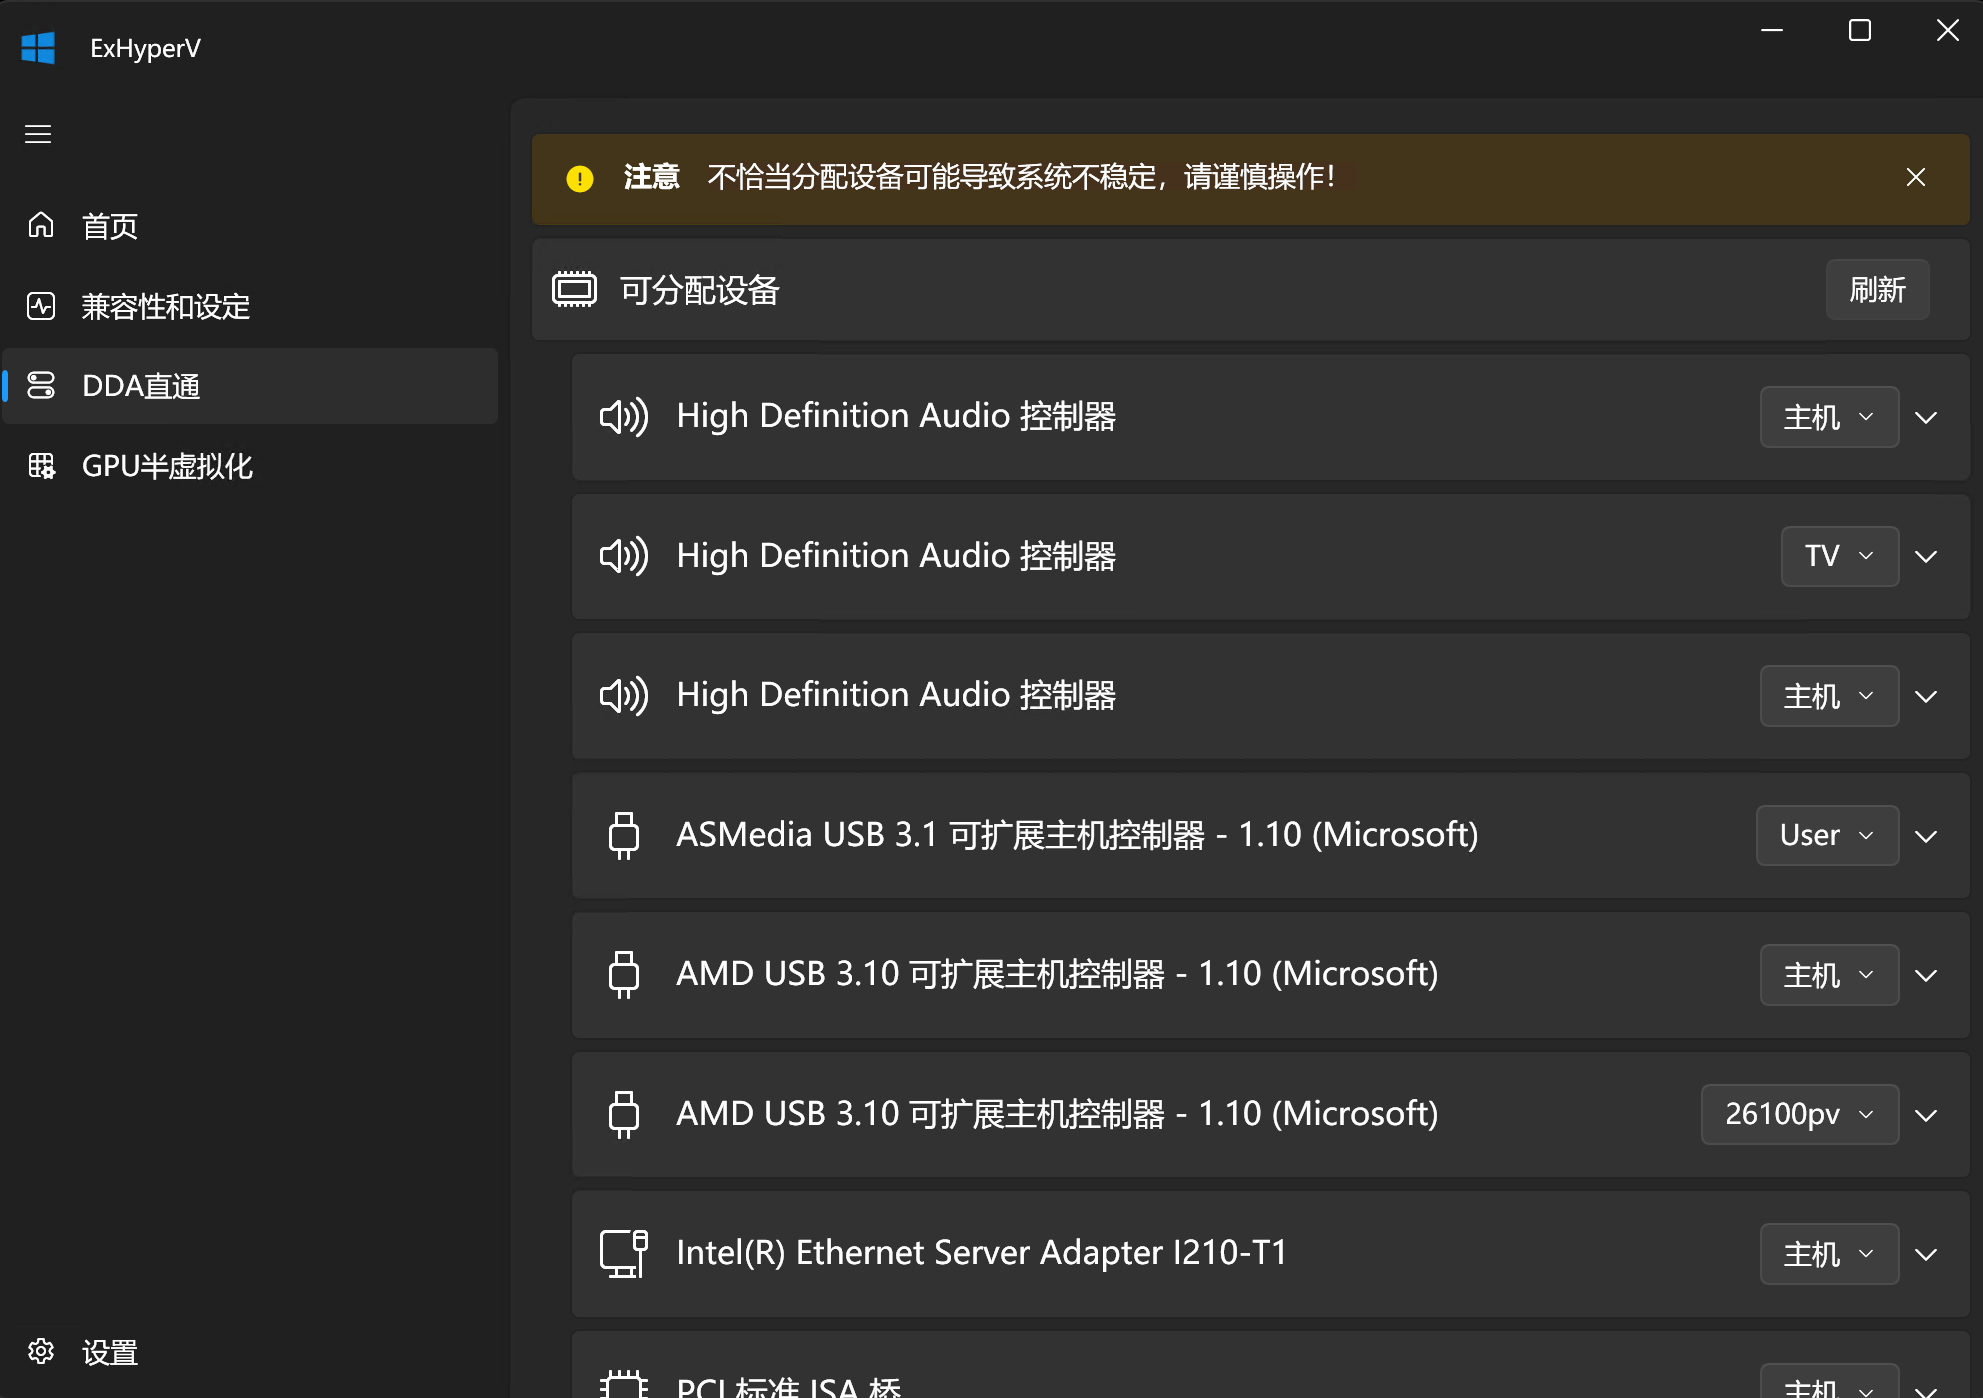 ExHyperV
首页
兼容性和设定
DDA直通
GPU半虚拟化
设置
注意 不恰当分配设备可能导致系统不稳定，请谨慎操作！
可分配设备 刷新
High Definition Audio 控制器 主机
High Definition Audio 控制器 TV
High Definition Audio 控制器 主机
ASMedia USB 3.1 可扩展主机控制器 - 1.10 (Microsoft) User
AMD USB 3.10 可扩展主机控制器 - 1.10 (Microsoft) 主机
AMD USB 3.10 可扩展主机控制器 - 1.10 (Microsoft) 26100pv
Intel(R) Ethernet Server Adapter I210-T1 主机
PCI 标准 ISA 桥 主机